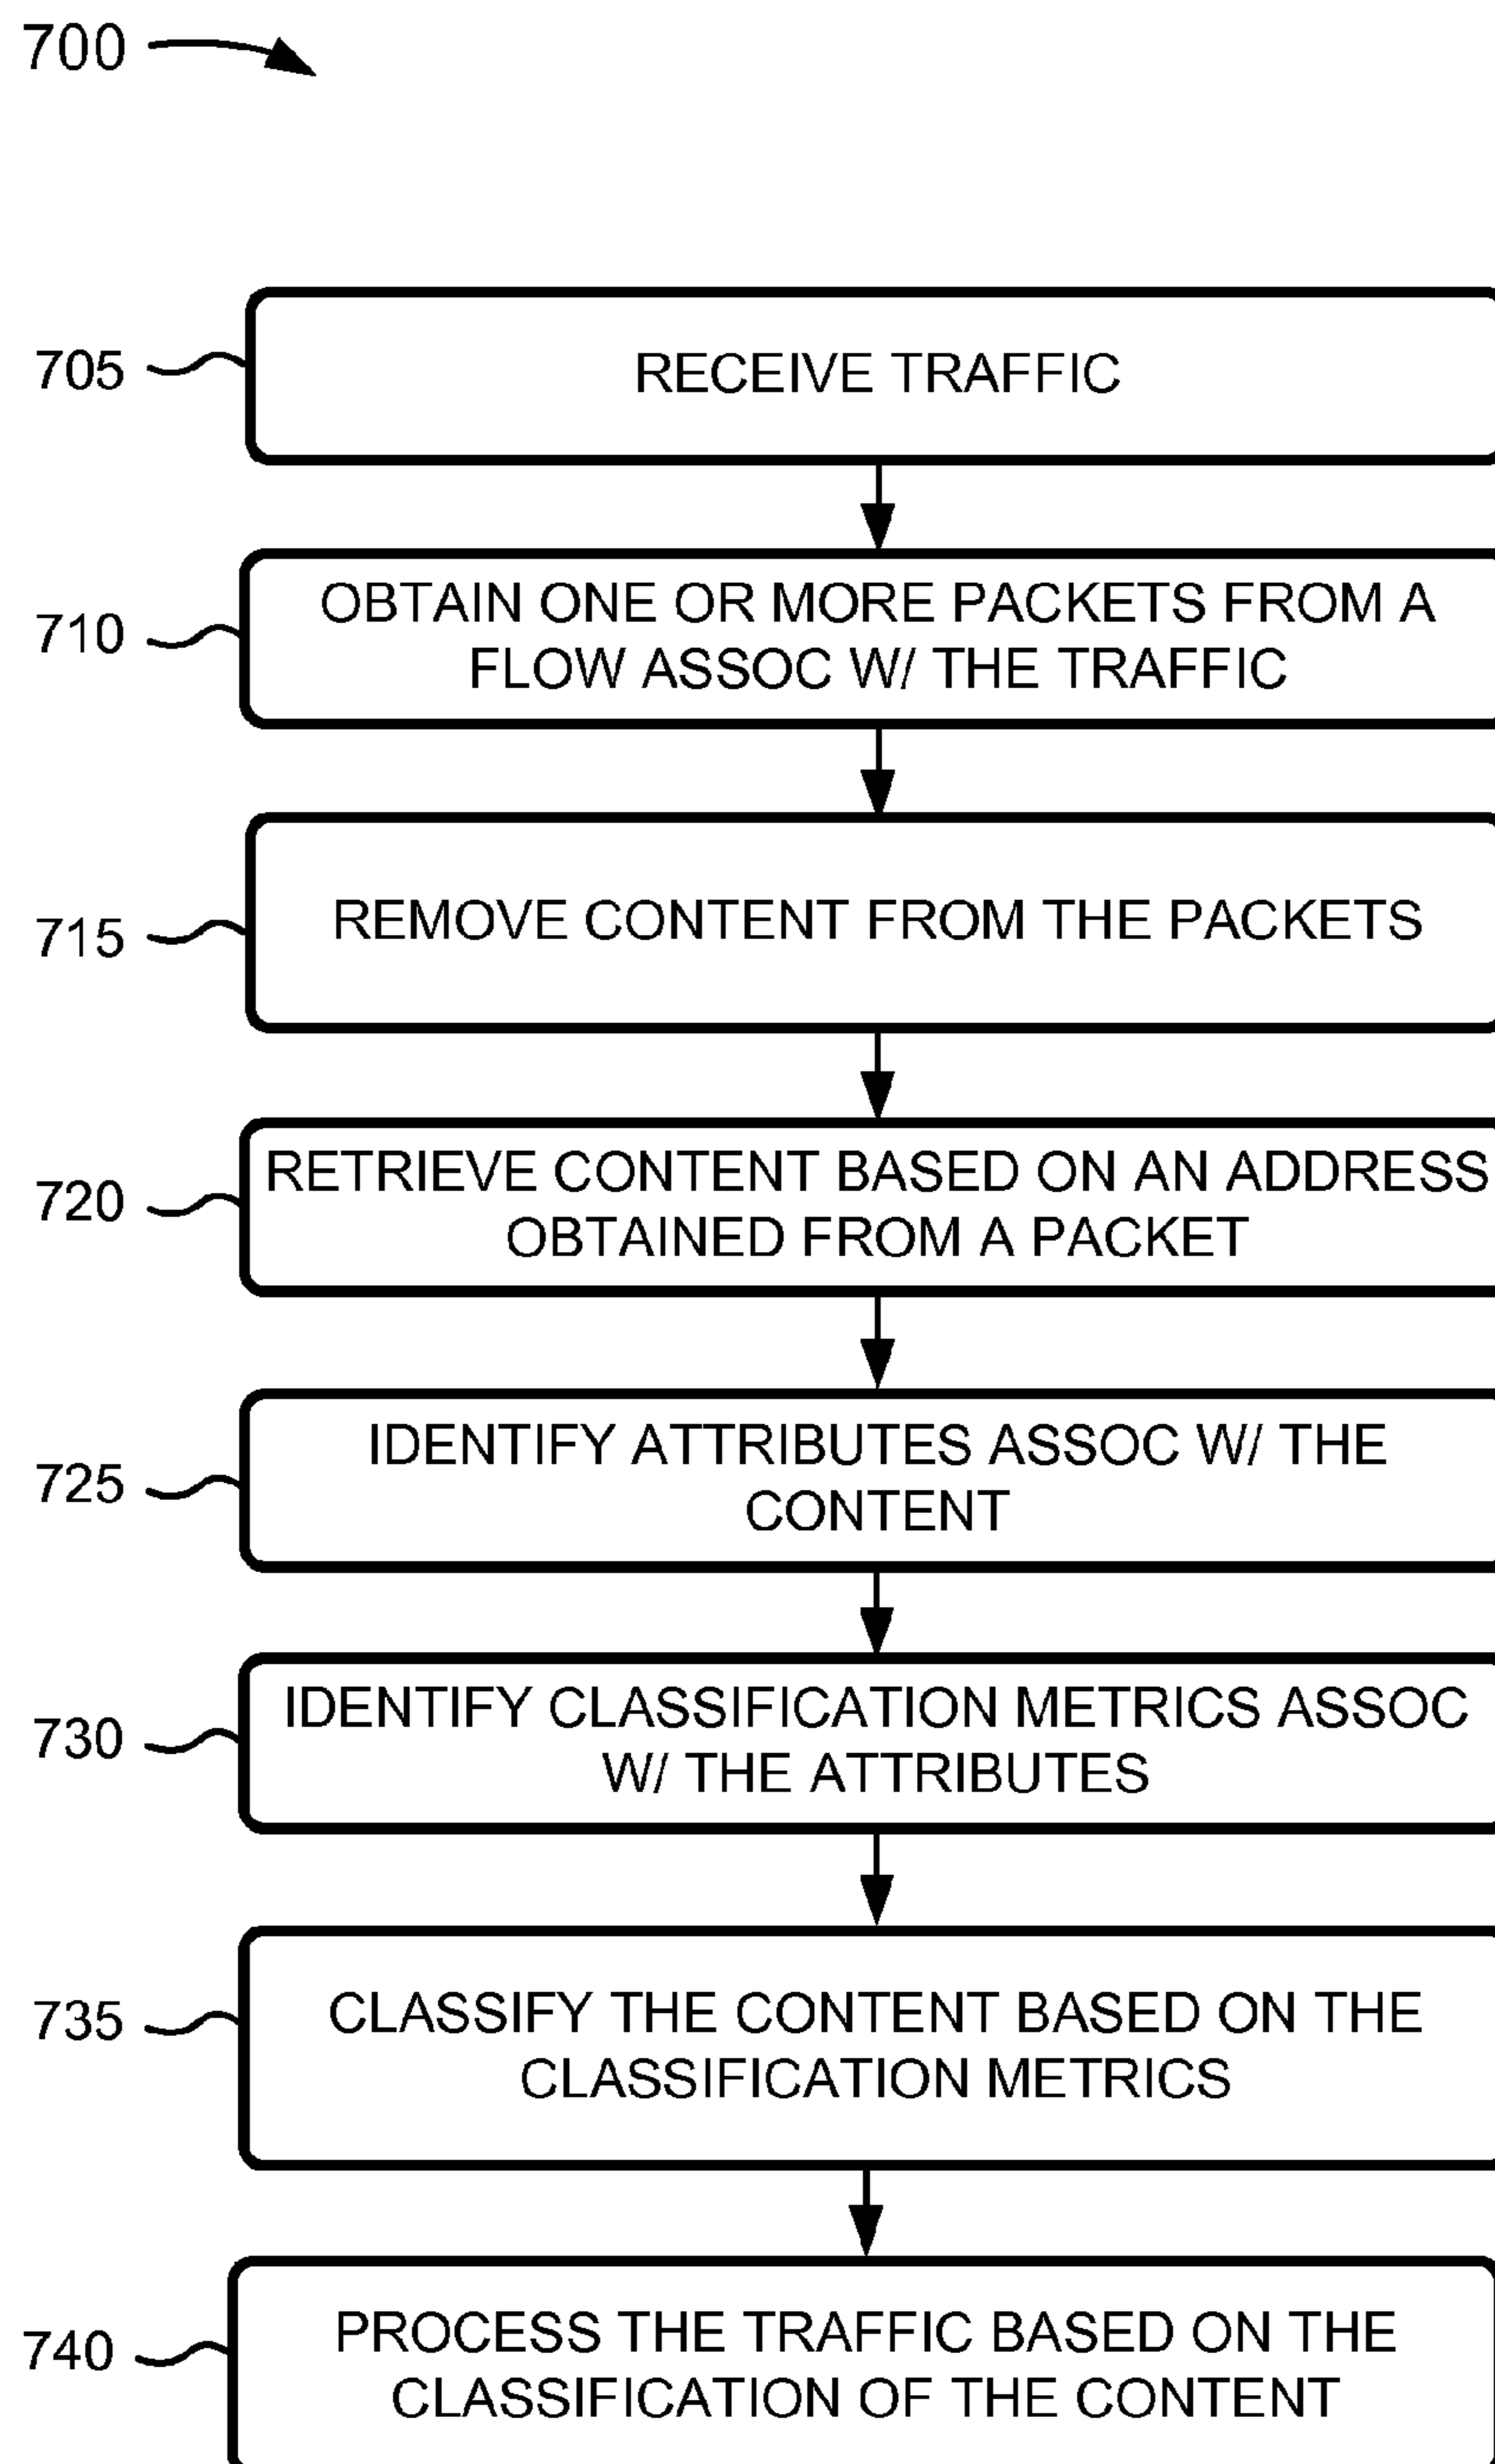 700
705
RECEIVE TRAFFIC
710
OBTAIN ONE OR MORE PACKETS FROM A
FLOW ASSOC W/ THE TRAFFIC
715
REMOVE CONTENT FROM THE PACKETS
720
RETRIEVE CONTENT BASED ON AN ADDRESS
OBTAINED FROM A PACKET
725
IDENTIFY ATTRIBUTES ASSOC W/ THE
CONTENT
730
IDENTIFY CLASSIFICATION METRICS ASSOC
W/ THE ATTRIBUTES
735
CLASSIFY THE CONTENT BASED ON THE
CLASSIFICATION METRICS
740
PROCESS THE TRAFFIC BASED ON THE
CLASSIFICATION OF THE CONTENT